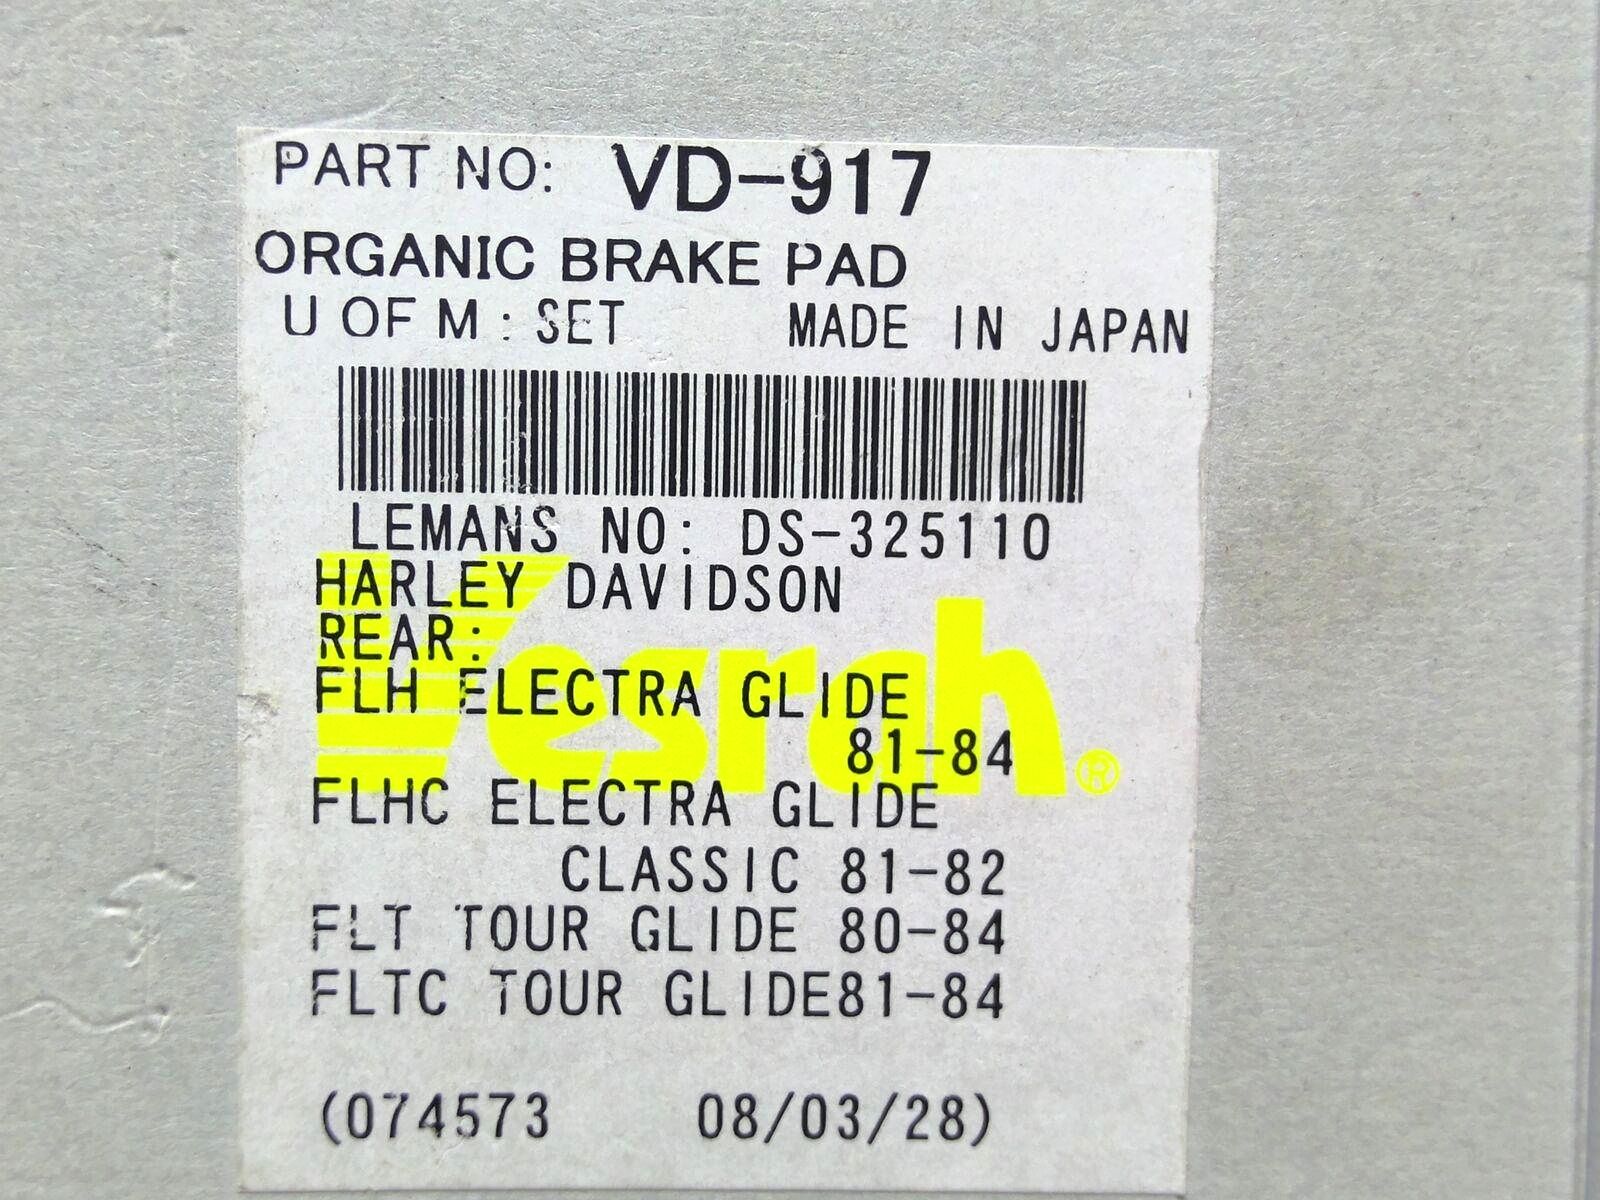 PART NO: VD-917
ORGANIC BRAKE PAD
U OF M : SET MADE IN JAPAN
LEMANS NO: DS-325110
HARLEY DAVIDSON
REAR:
Vesrah®
FLH ELECTRA GLIDE
81-84
FLHC ELECTRA GLIDE
CLASSIC 81-82
FLT TOUR GLIDE 80-84
FLTC TOUR GLIDE81-84
(074573 08/03/28)